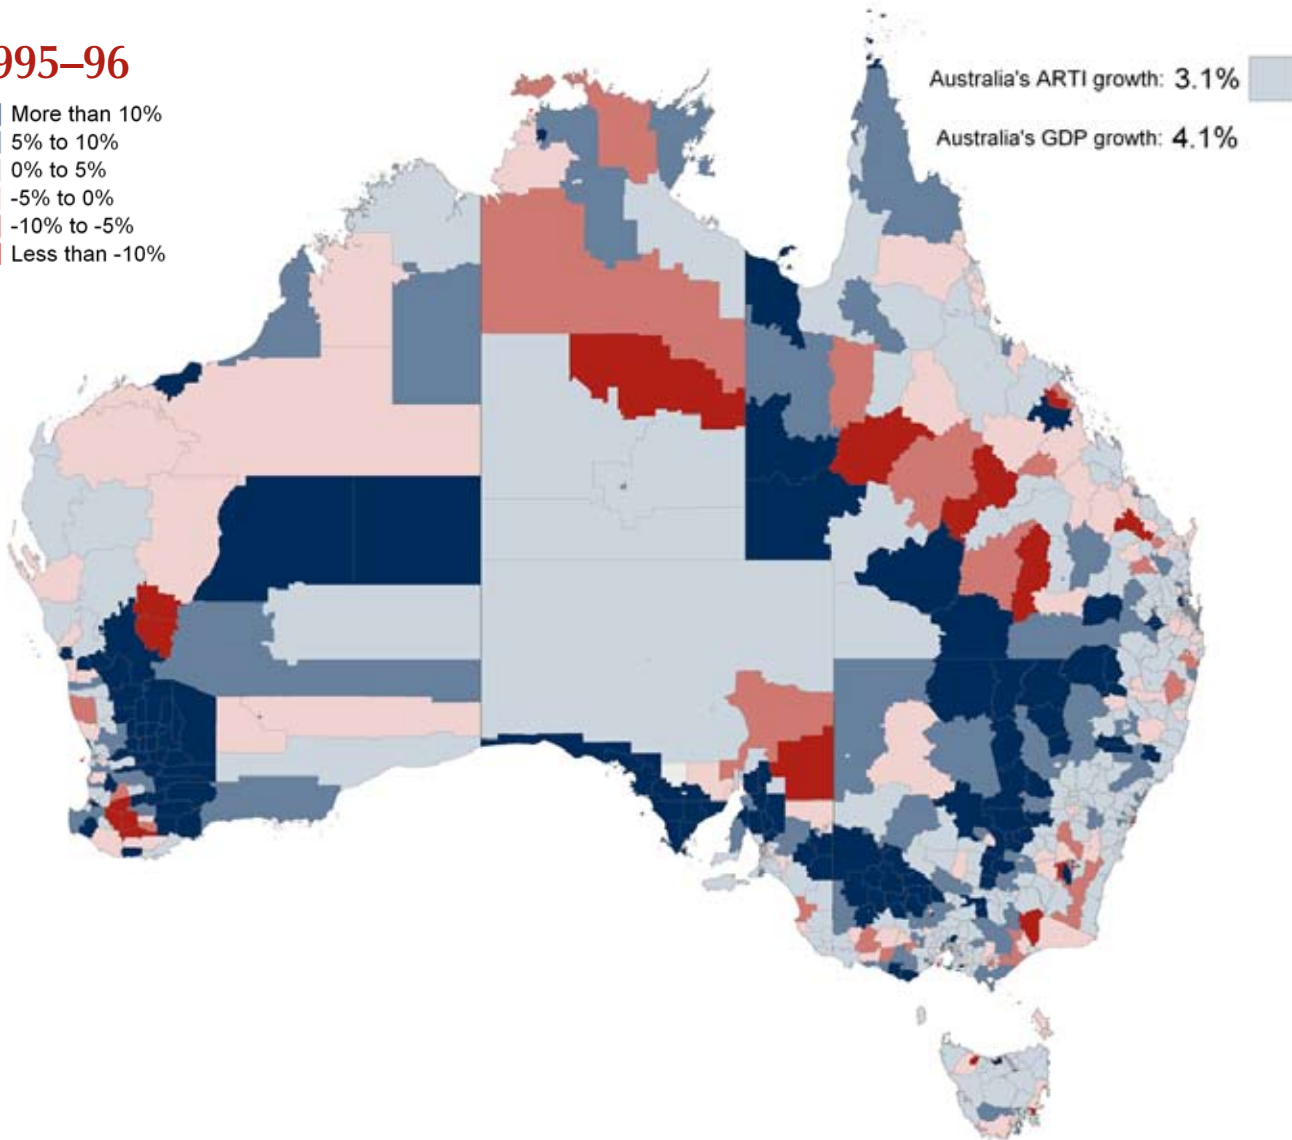 995–96
More than 10%
5% to 10%
0% to 5%
-5% to 0%
-10% to -5%
Less than -10%
Australia's ARTI growth: 3.1%
Australia's GDP growth: 4.1%